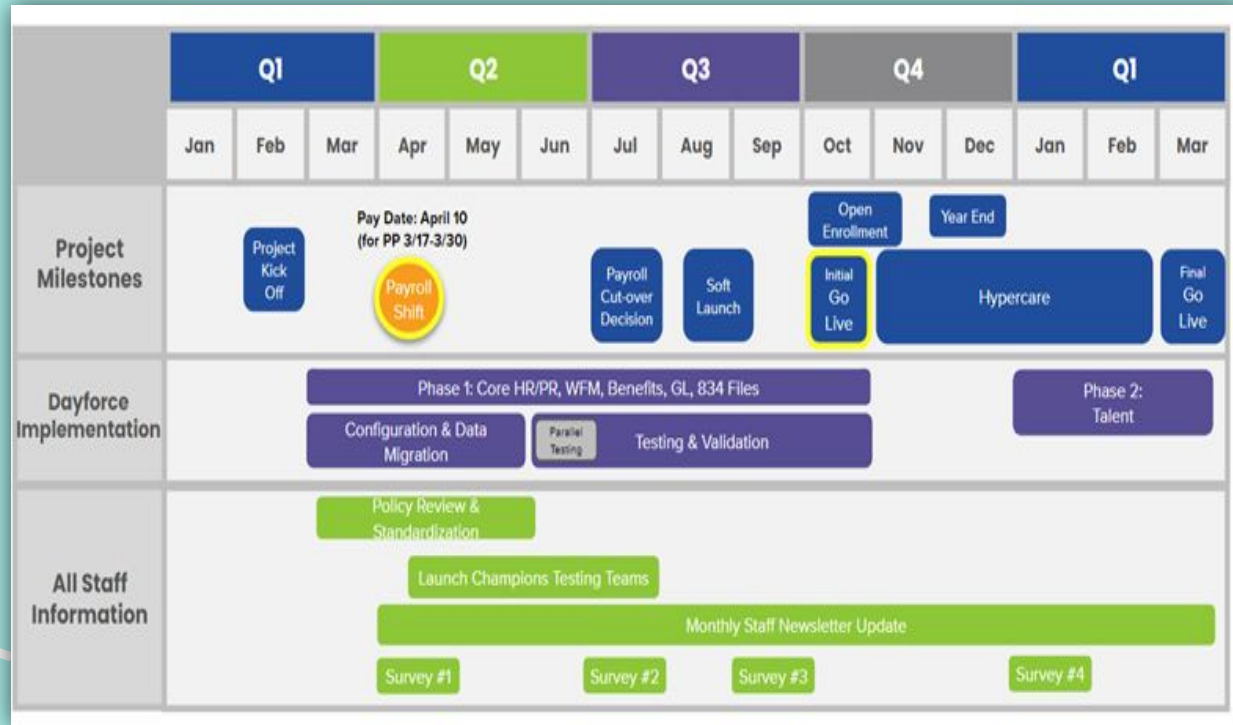 Q1 Q2 Q3 Q4 Q1
Jan Feb Mar Apr May Jun Jul Aug Sep Oct Nov Dec Jan Feb Mar
Project
Milestones
Project
Kick
Off
Pay Date: April 10
(for PP 3/17-3/30)
Payroll
Shift
Payroll
Cut-over
Decision
Soft
Launch
Open
Enrollment
Initial
Go
Live
Year End
Hypercare
Final
Go
Live
Dayforce
Implementation
Phase 1: Core HR/PR, WFM, Benefits, GL, 834 Files
Configuration & Data
Migration
Parallel
Testing
Testing & Validation
Phase 2:
Talent
All Staff
Information
Policy Review &
Standardization
Launch Champions Testing Teams
Monthly Staff Newsletter Update
Survey #1
Survey #2
Survey #3
Survey #4